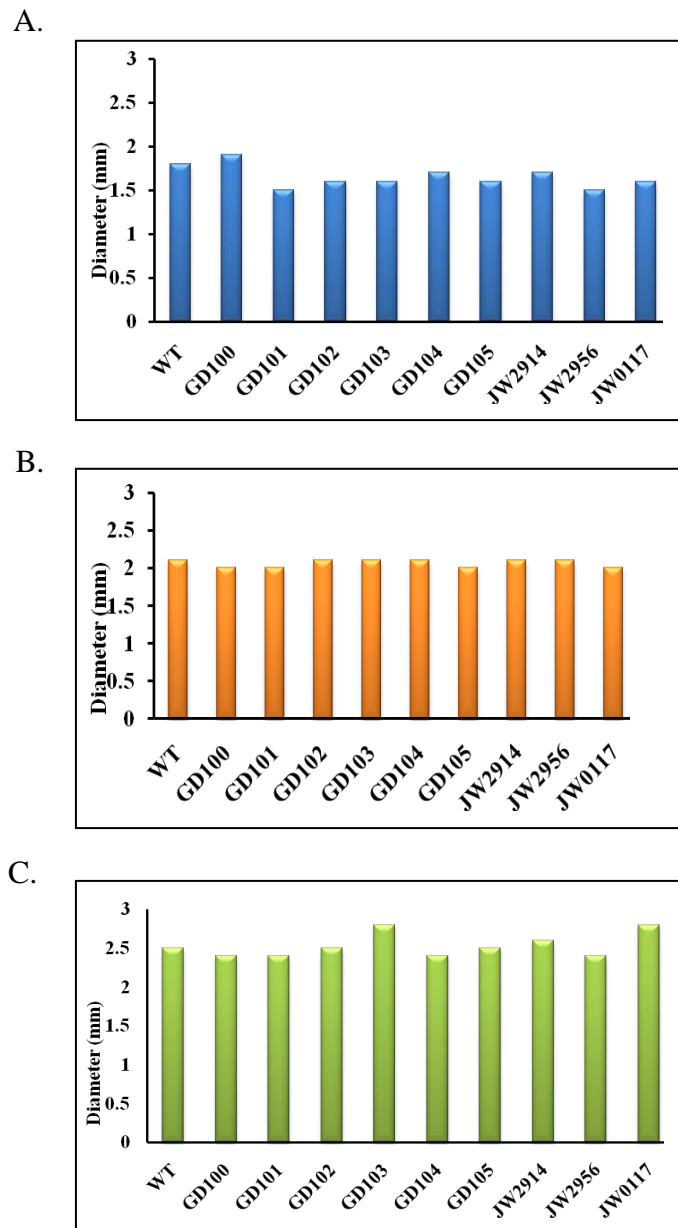 A.
Diameter (mm)
3
2.5
2
1.5
1
0.5
0
WT
GD100
GD101
GD102
GD103
GD104
GD105
JW2914
JW2956
JW0117
B.
Diameter (mm)
3
2.5
2
1.5
1
0.5
0
WT
GD100
GD101
GD102
GD103
GD104
GD105
JW2914
JW2956
JW0117
C.
Diameter (mm)
3
2.5
2
1.5
1
0.5
0
WT
GD100
GD101
GD102
GD103
GD104
GD105
JW2914
JW2956
JW0117